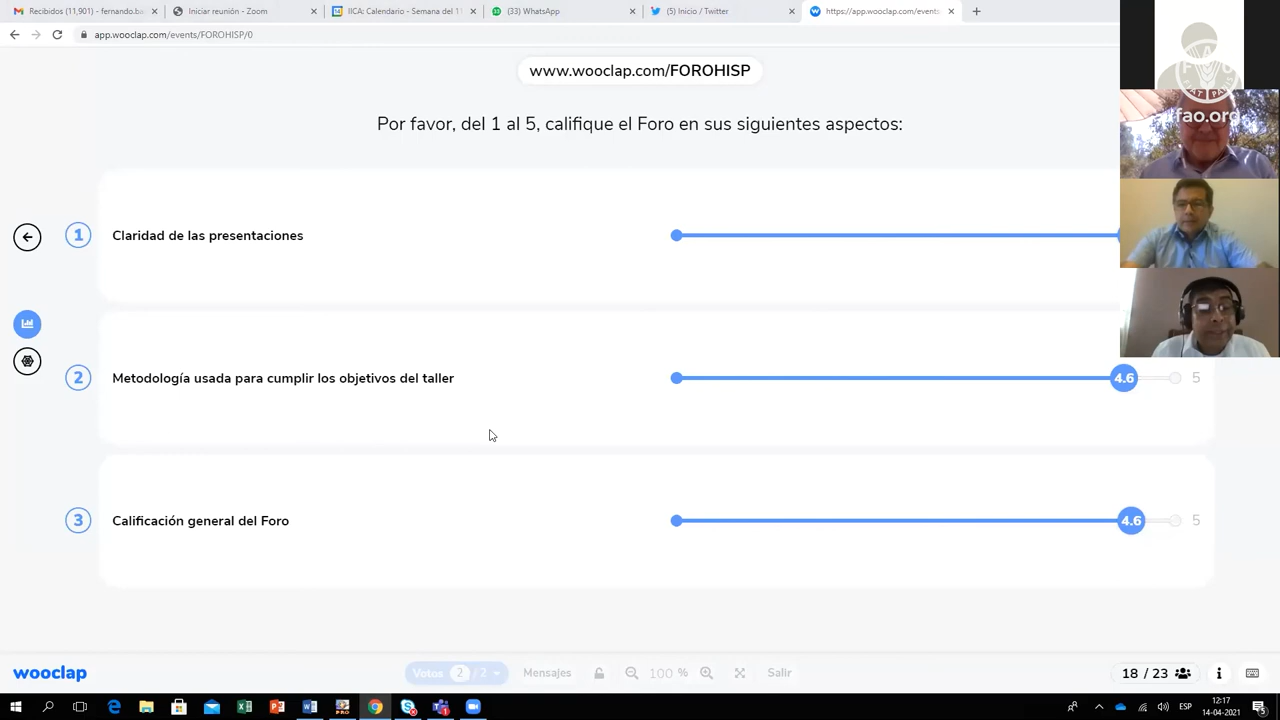 Recibidos (11,901) - fernando.ba
Iniciar reunión - Zoom
IICA: Calendario - Semana del 1
(33) WhatsApp
(5) Inicio / Twitter
https://app.wooclap.com/events
app.wooclap.com/events/FOROHISP/0
www.wooclap.com/FOROHISP
fao.org
Por favor, del 1 al 5, califique el Foro en sus siguientes aspectos:
1 Claridad de las presentaciones
2 Metodología usada para cumplir los objetivos del taller 4.6 5
3 Calificación general del Foro 4.6 5
wooclap Votos 2 / 2 Mensajes 100 % Salir 18 / 23
ESP 12:17
14-04-2021